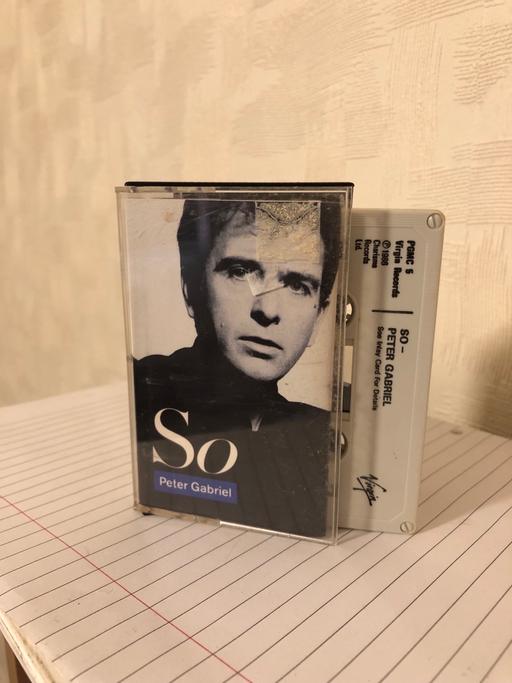 So
Peter Gabriel
PGMC 5
Virgin Records
℗ 1986
Charisma
Records
Ltd.
SO –
PETER GABRIEL
See Inlay Card For Details
Virgin